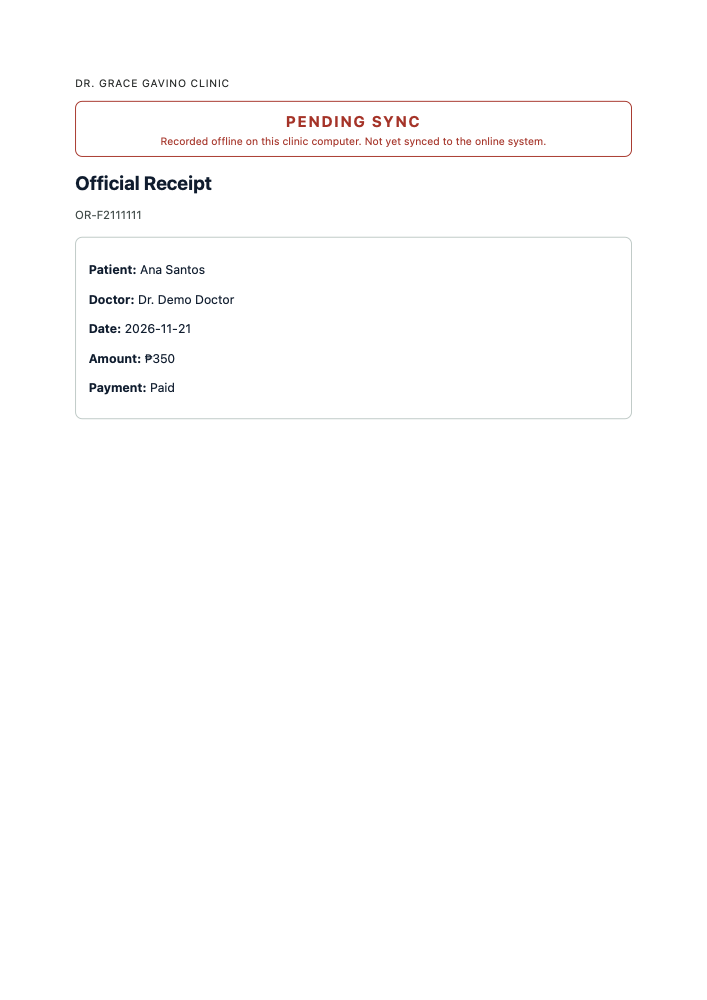 DR. GRACE GAVINO CLINIC
PENDING SYNC
Recorded offline on this clinic computer. Not yet synced to the online system.
Official Receipt
OR-F2111111
Patient: Ana Santos
Doctor: Dr. Demo Doctor
Date: 2026-11-21
Amount: ₱350
Payment: Paid